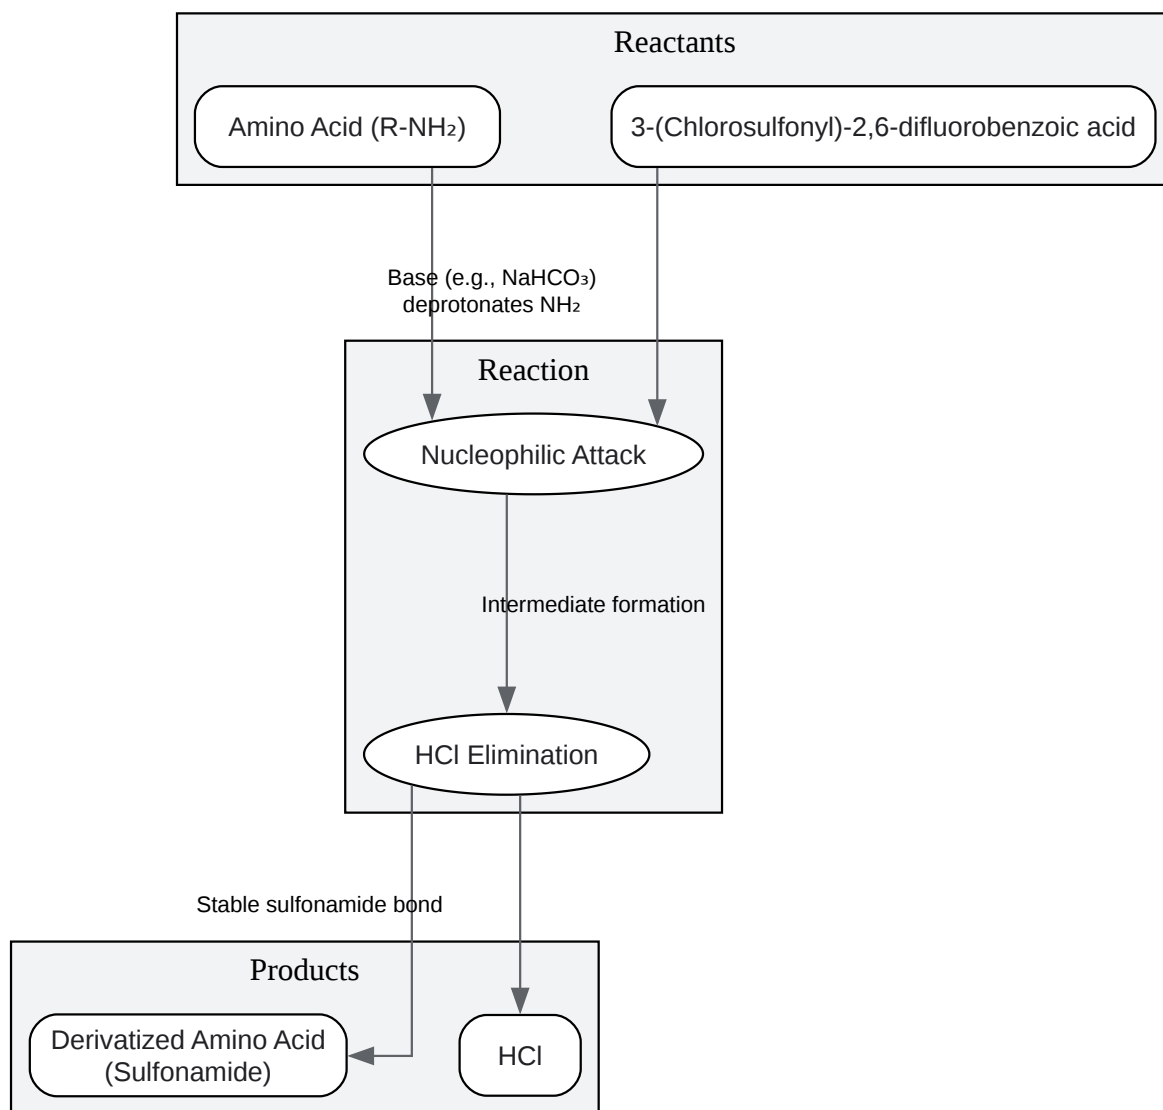 Reactants
Amino Acid (R-NH₂)
3-(Chlorosulfonyl)-2,6-difluorobenzoic acid
Base (e.g., NaHCO₃)
deprotonates NH₂
Reaction
Nucleophilic Attack
Intermediate formation
HCl Elimination
Stable sulfonamide bond
Products
Derivatized Amino Acid
(Sulfonamide)
HCl